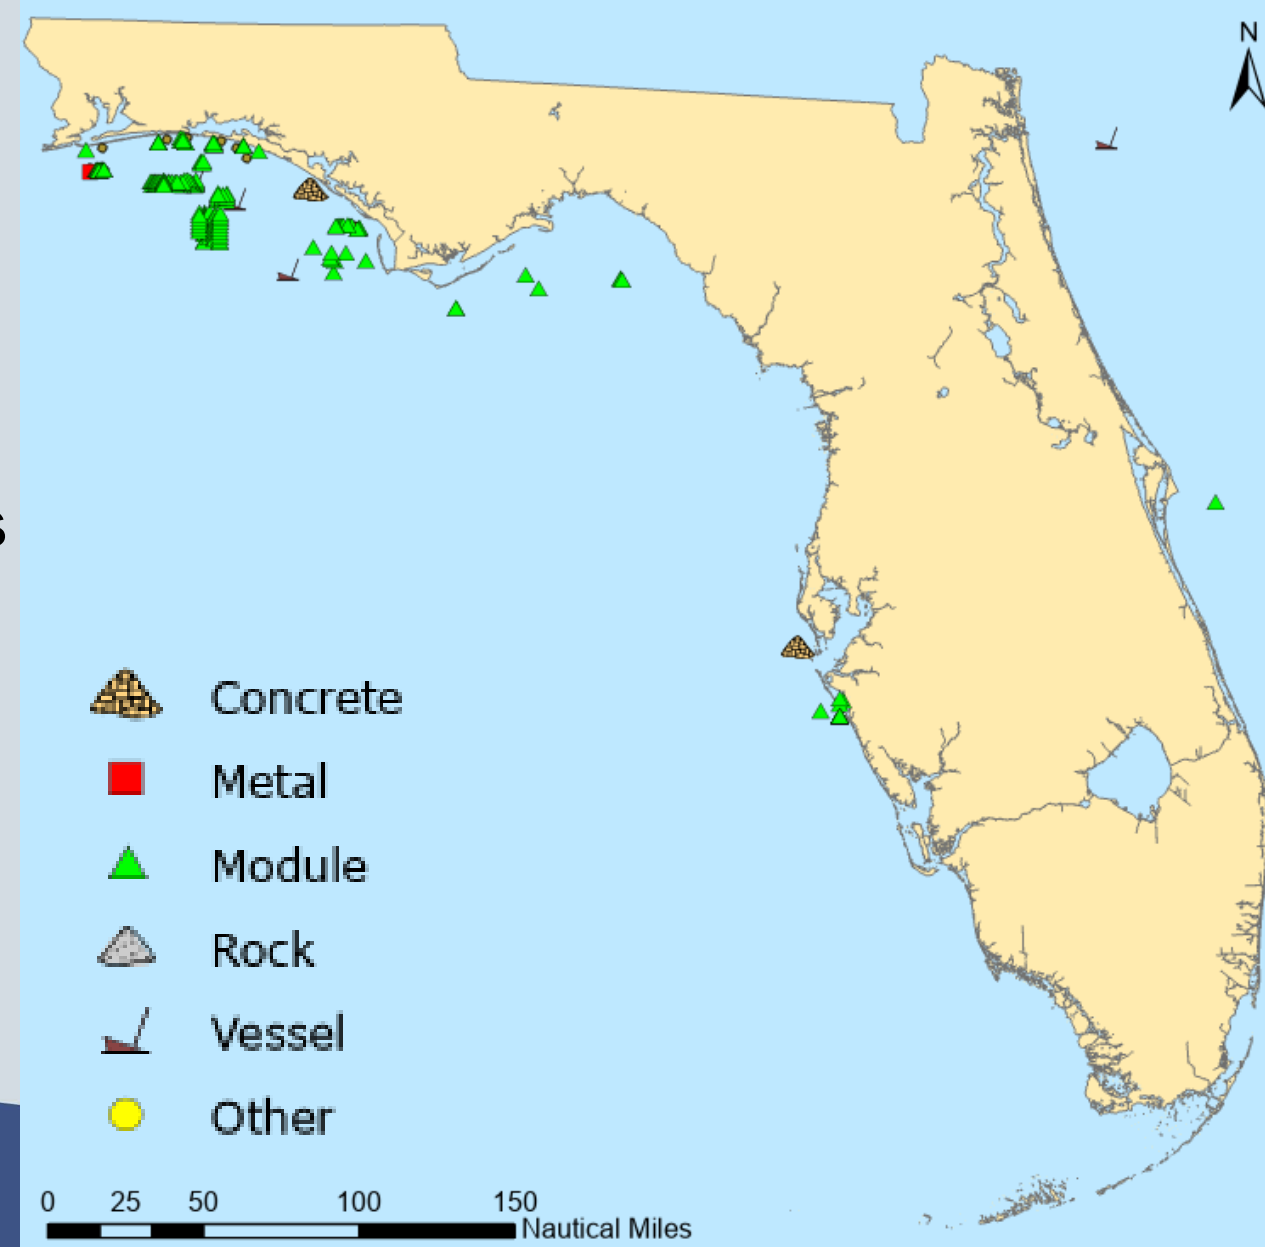 N
s
Concrete
Metal
Module
Rock
Vessel
Other
0 25 50 100 150
Nautical Miles